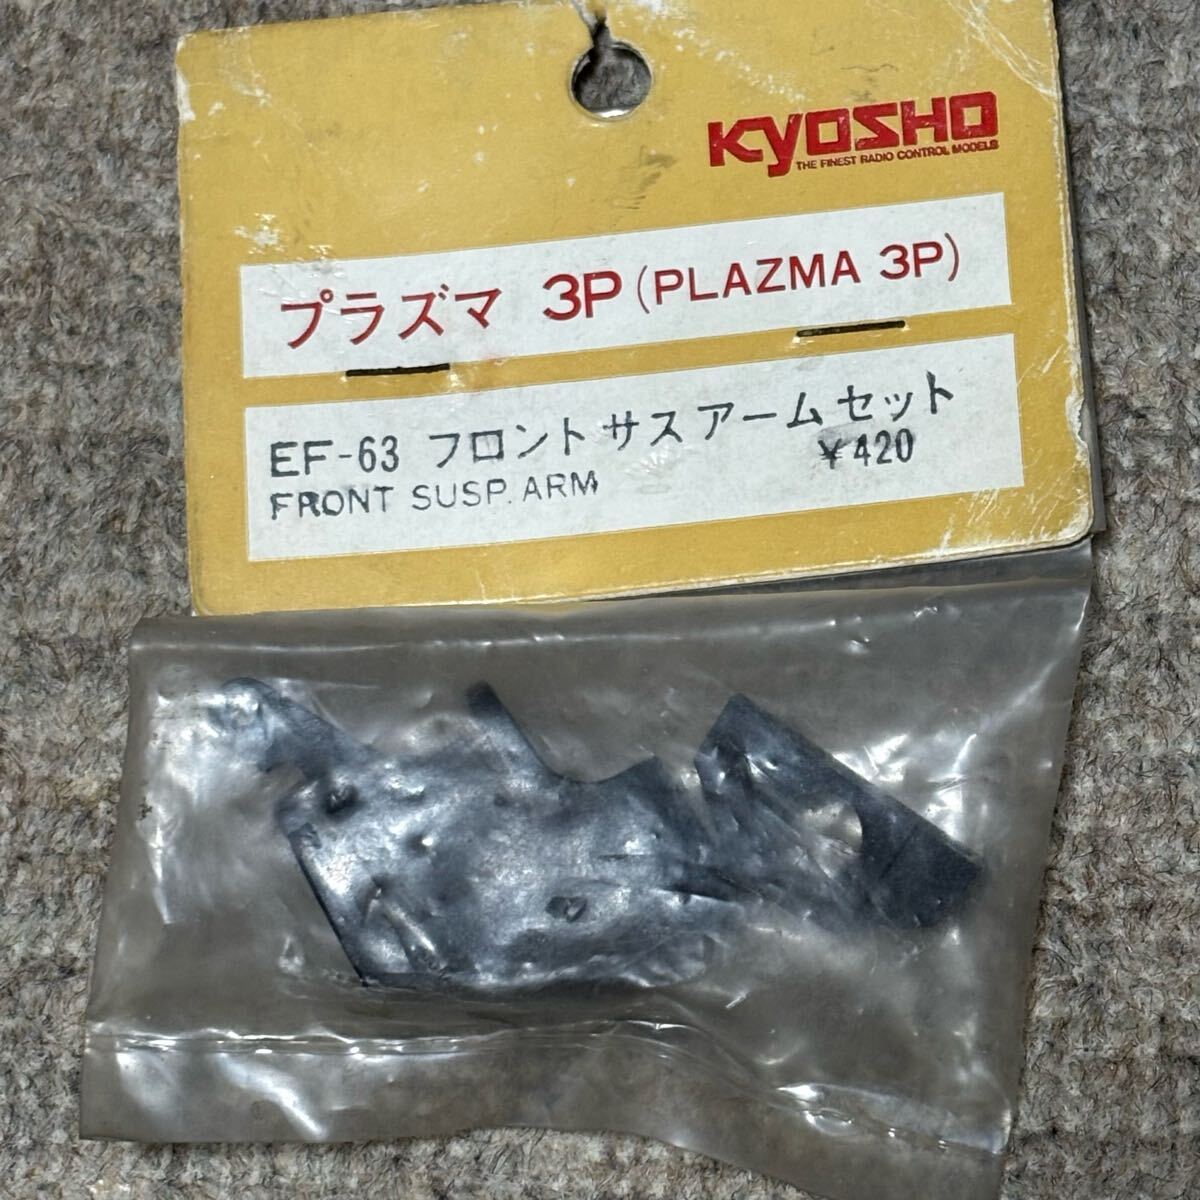 KYOSHO
THE FINEST RADIO CONTROL MODELS
プラズマ 3P (PLAZMA 3P)
EF-63 フロントサスアームセット
¥420
FRONT SUSP. ARM